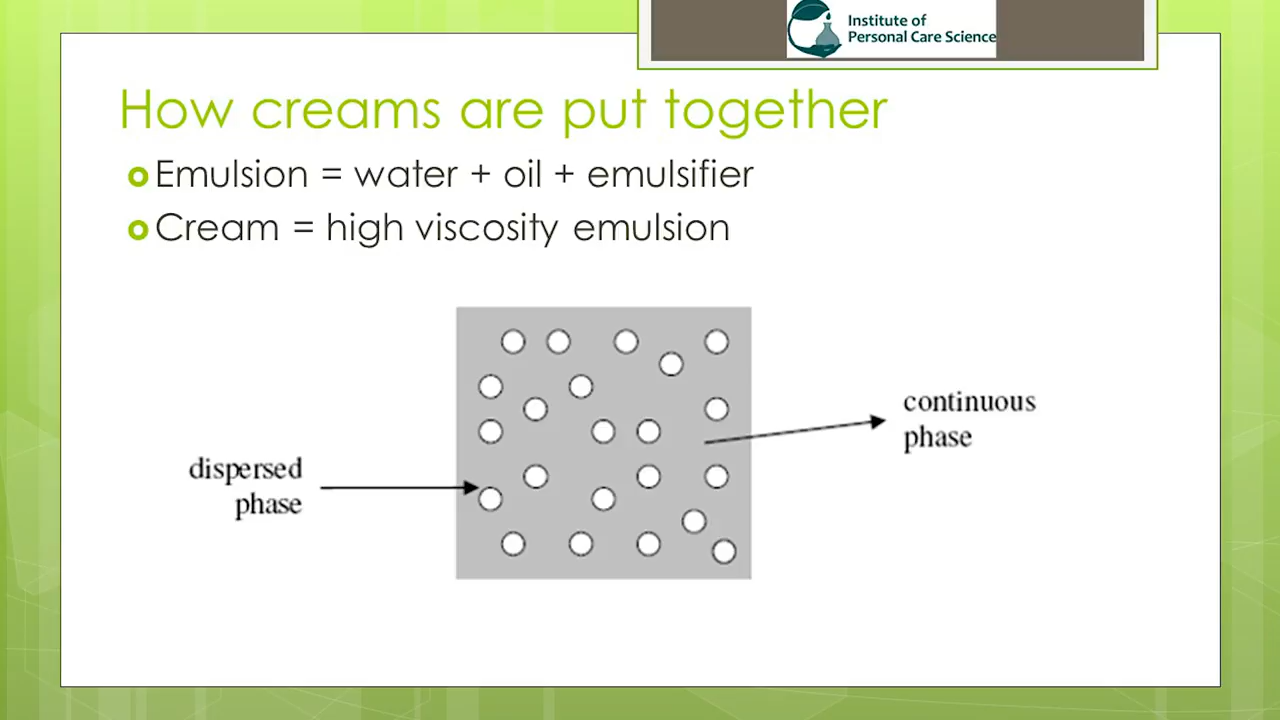 Institute of
Personal Care Science
How creams are put together
Emulsion = water + oil + emulsifier
Cream = high viscosity emulsion
continuous
phase
dispersed
phase